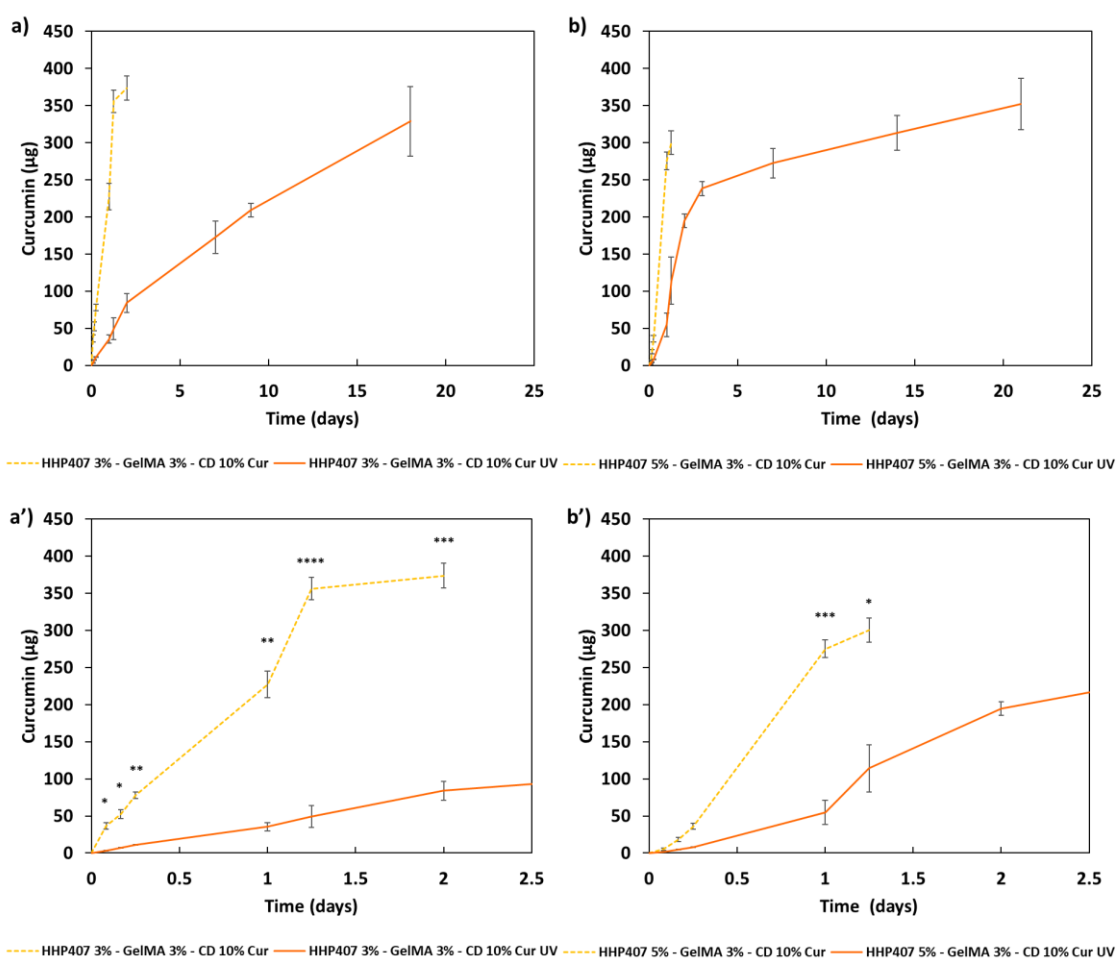 a)
450
400
350
300
250
200
150
100
50
0
Curcumin (µg)
0 5 10 15 20 25
Time (days)
HHP407 3% - GelMA 3% - CD 10% Cur HHP407 3% - GelMA 3% - CD 10% Cur UV
b)
450
400
350
300
250
200
150
100
50
0
Curcumin (µg)
0 5 10 15 20 25
Time (days)
HHP407 5% - GelMA 3% - CD 10% Cur HHP407 5% - GelMA 3% - CD 10% Cur UV
a')
450
400
350
300
250
200
150
100
50
0
Curcumin (µg)
* * ** ** **** ***
0 0.5 1 1.5 2 2.5
Time (days)
HHP407 3% - GelMA 3% - CD 10% Cur HHP407 3% - GelMA 3% - CD 10% Cur UV
b')
450
400
350
300
250
200
150
100
50
0
Curcumin (µg)
*** *
0 0.5 1 1.5 2 2.5
Time (days)
HHP407 5% - GelMA 3% - CD 10% Cur HHP407 5% - GelMA 3% - CD 10% Cur UV